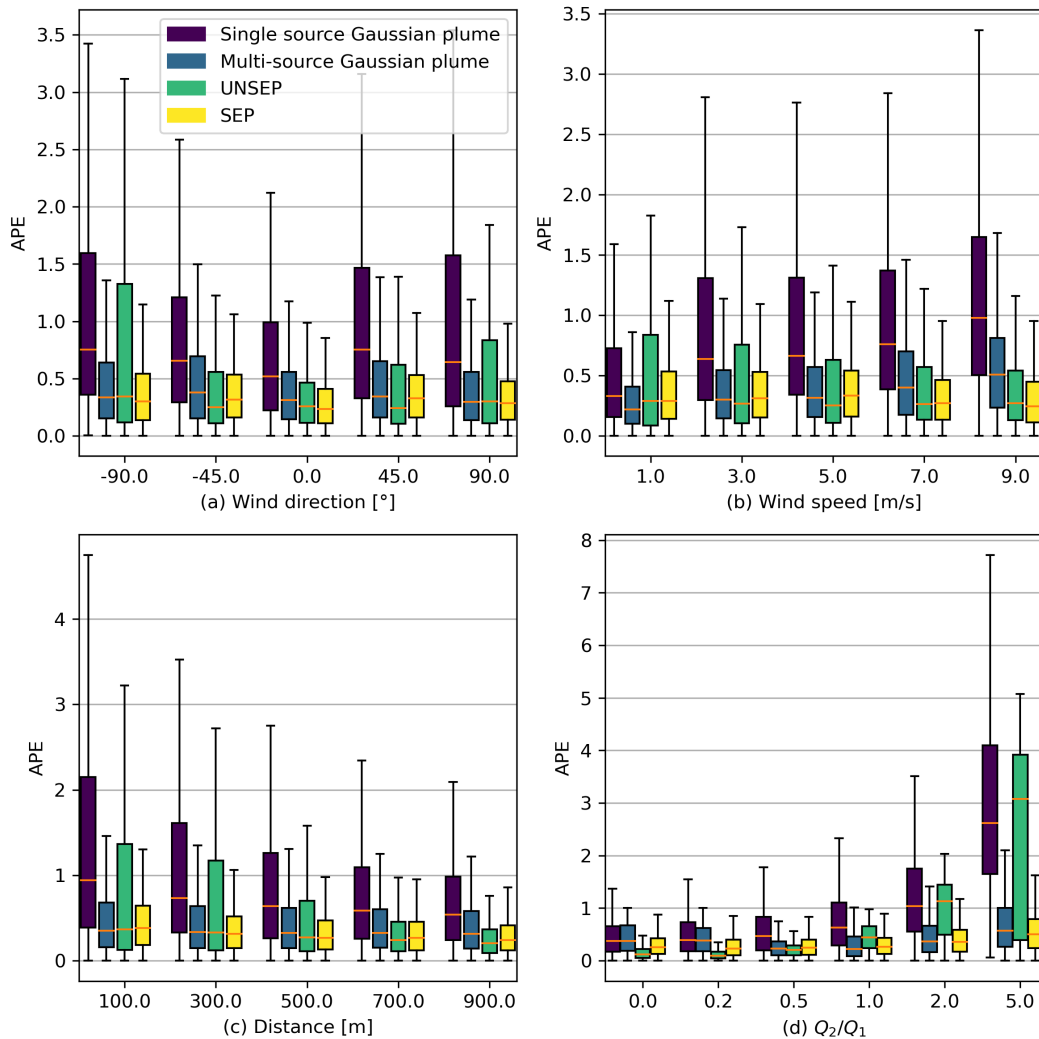 3.5
3.0
2.5
2.0
1.5
1.0
0.5
0.0
APE
Single source Gaussian plume
Multi-source Gaussian plume
UNSEP
SEP
-90.0 -45.0 0.0 45.0 90.0
(a) Wind direction [°]
3.5
3.0
2.5
2.0
1.5
1.0
0.5
0.0
APE
1.0 3.0 5.0 7.0 9.0
(b) Wind speed [m/s]
4
3
2
1
0
APE
100.0 300.0 500.0 700.0 900.0
(c) Distance [m]
8
7
6
5
4
3
2
1
0
APE
0.0 0.2 0.5 1.0 2.0 5.0
(d) Q₂/Q₁